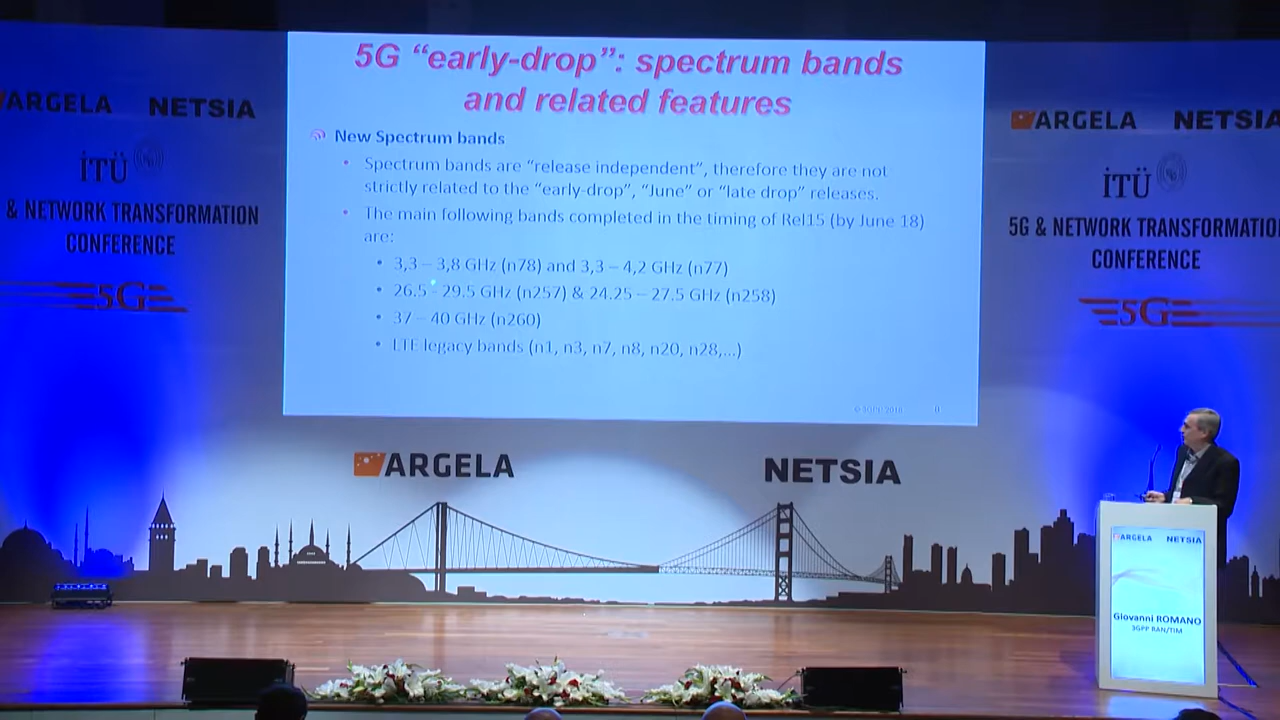 5G “early-drop”: spectrum bands
and related features
New Spectrum bands
• Spectrum bands are “release independent”, therefore they are not
strictly related to the “early-drop”, “June” or “late drop” releases.
• The main following bands completed in the timing of Rel15 (by June 18)
are:
• 3,3 – 3,8 GHz (n78) and 3,3 – 4,2 GHz (n77)
• 26.5 - 29.5 GHz (n257) & 24.25 – 27.5 GHz (n258)
• 37 – 40 GHz (n260)
• LTE legacy bands (n1, n3, n7, n8, n20, n28,...)
© 3GPP 2018 8
ARGELA NETSIA
İTÜ
& NETWORK TRANSFORMATION
CONFERENCE
5G
ARGELA NETSIA
İTÜ
5G & NETWORK TRANSFORMATIO
CONFERENCE
5G
ARGELA NETSIA
ARGELA NETSIA
Giovanni ROMANO
3GPP RAN/TIM